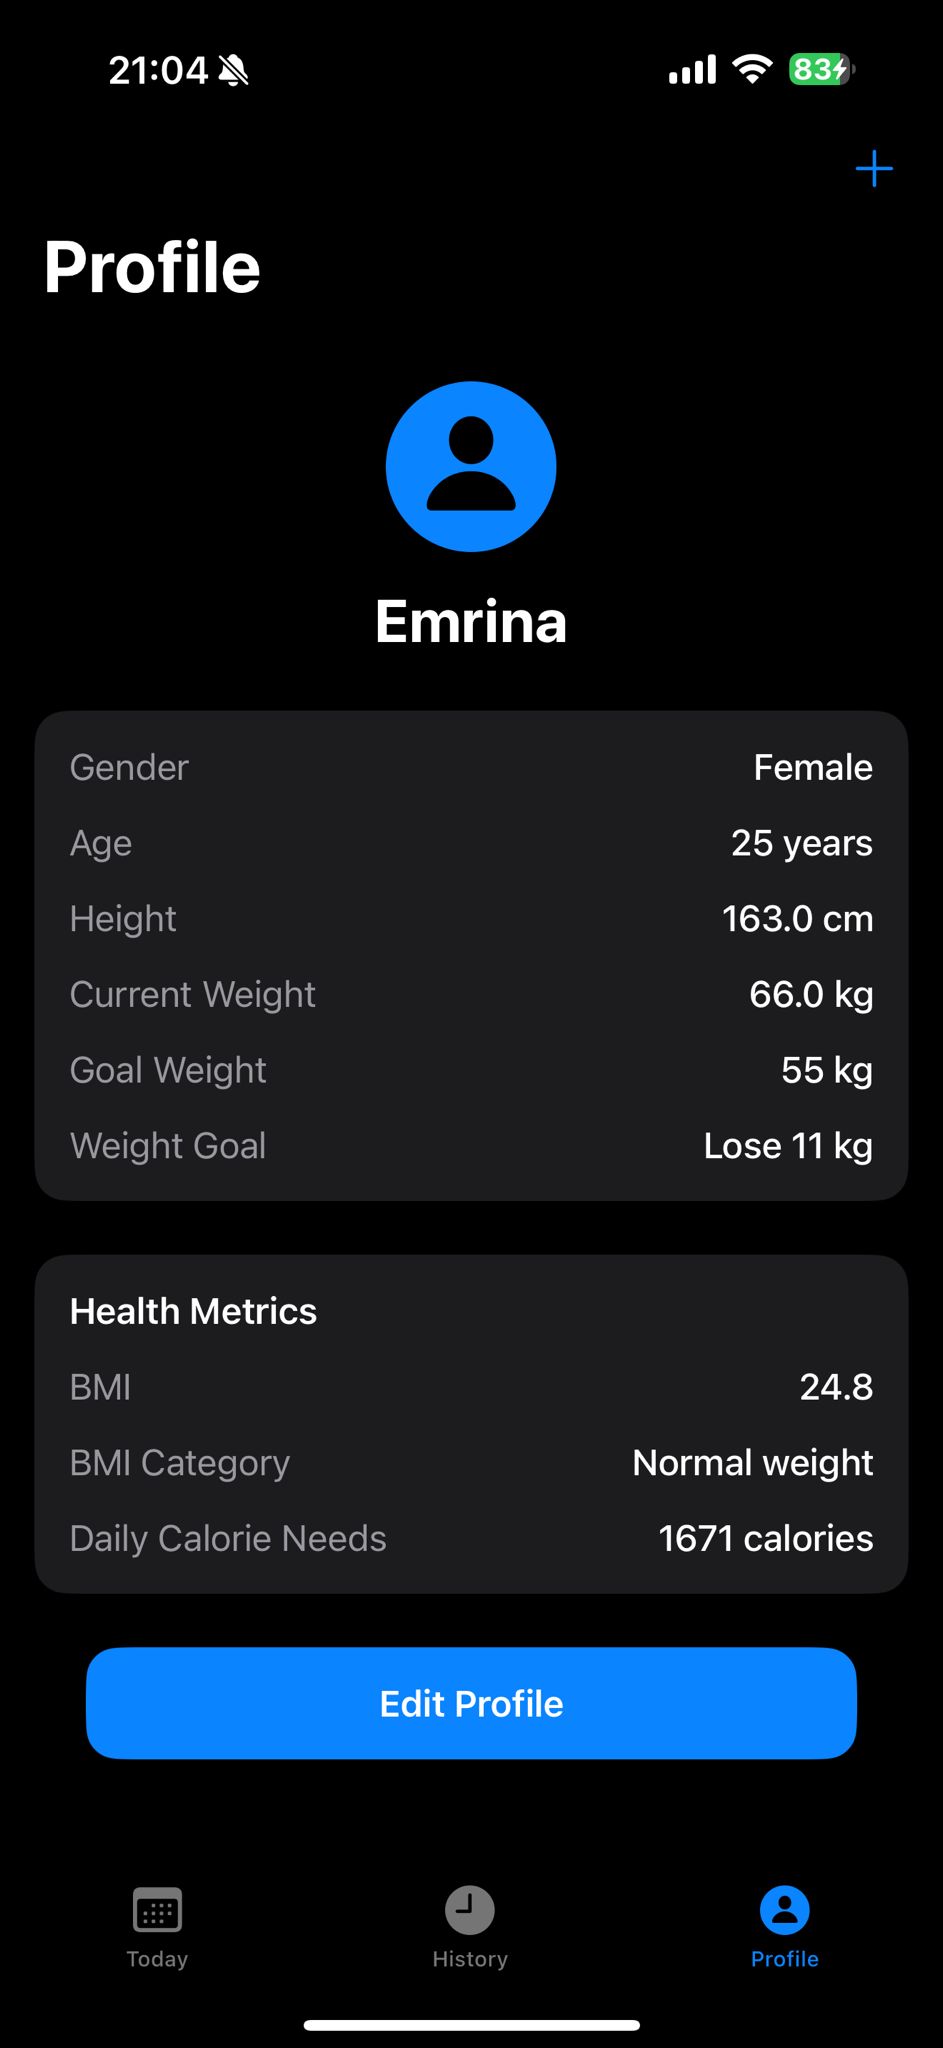 21:04
83
Profile
Emrina
Gender Female
Age 25 years
Height 163.0 cm
Current Weight 66.0 kg
Goal Weight 55 kg
Weight Goal Lose 11 kg
Health Metrics
BMI 24.8
BMI Category Normal weight
Daily Calorie Needs 1671 calories
Edit Profile
Today History Profile